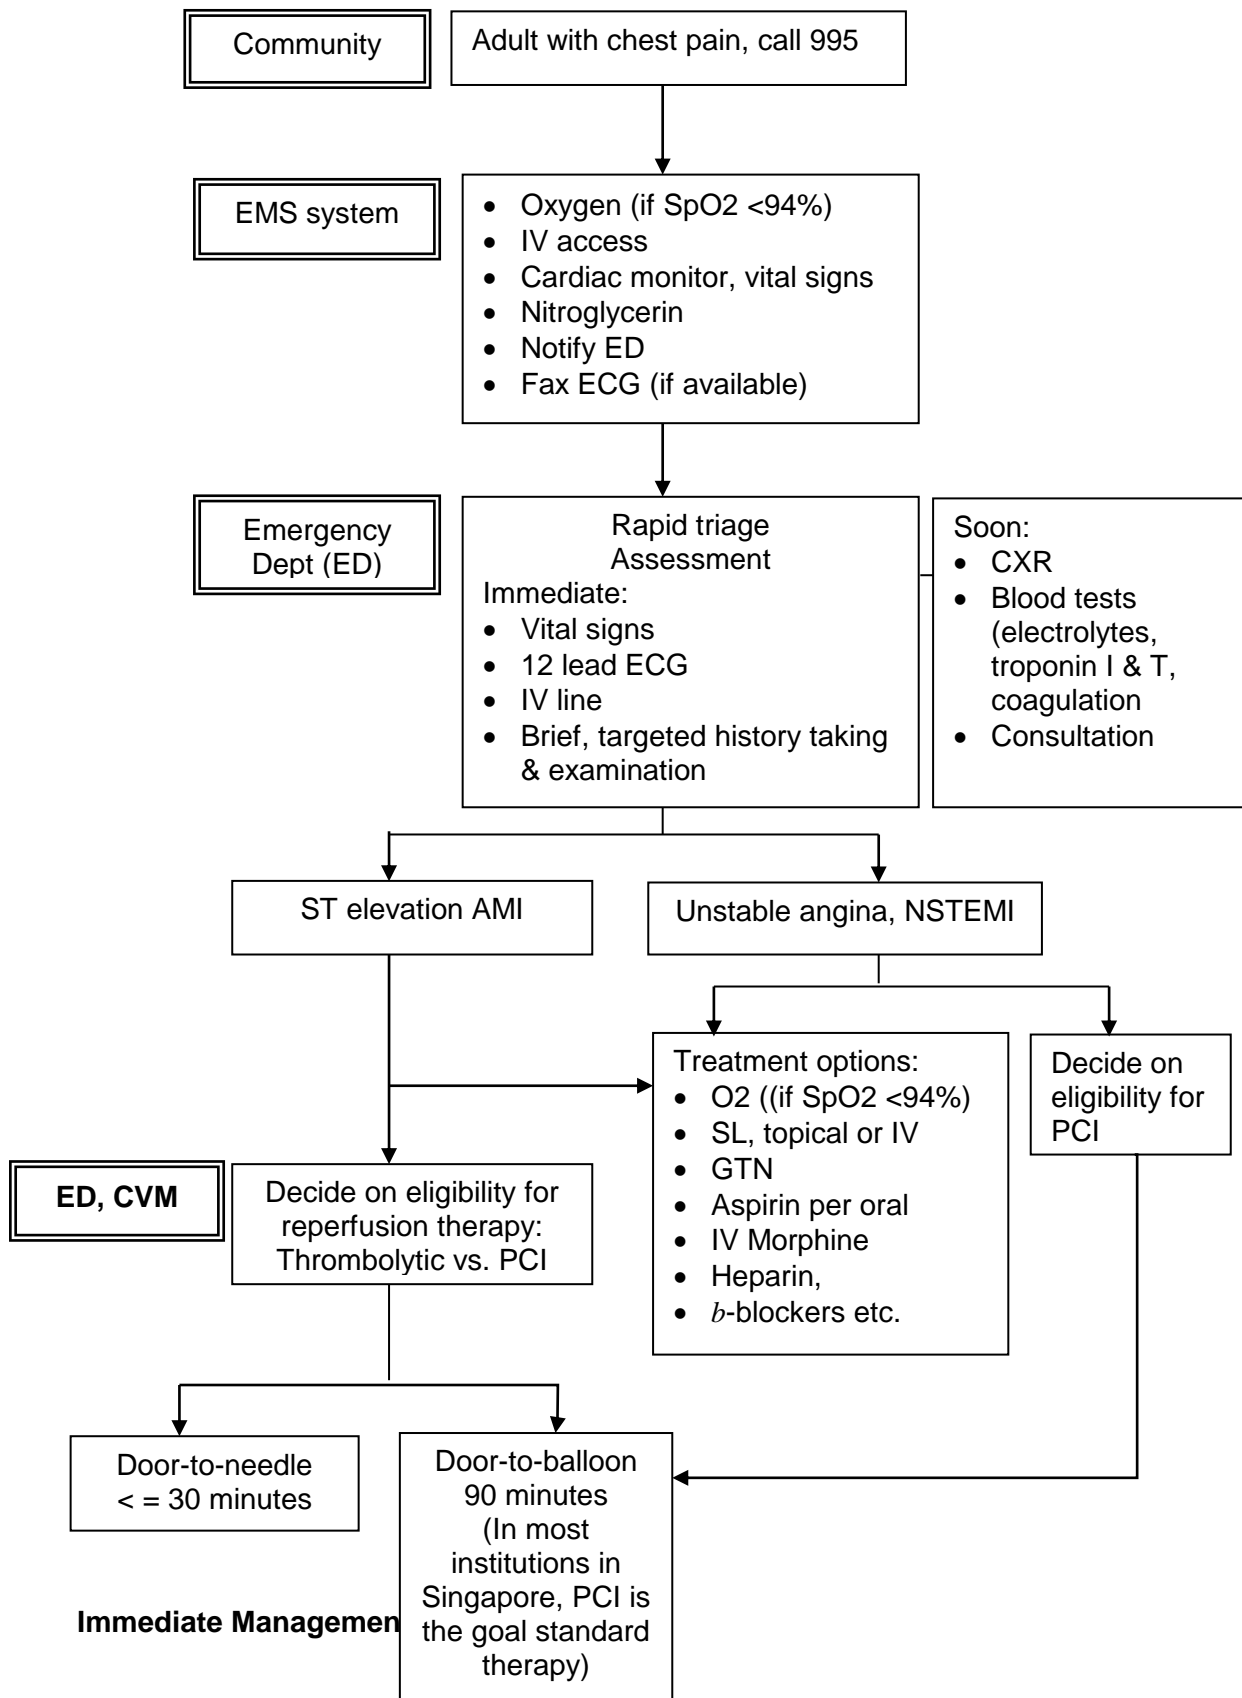 Community
Adult with chest pain, call 995
EMS system
• Oxygen (if SpO2 <94%)
• IV access
• Cardiac monitor, vital signs
• Nitroglycerin
• Notify ED
• Fax ECG (if available)
Emergency
Dept (ED)
Rapid triage
Assessment
Immediate:
• Vital signs
• 12 lead ECG
• IV line
• Brief, targeted history taking
& examination
Soon:
• CXR
• Blood tests
(electrolytes,
troponin I & T,
coagulation
• Consultation
ST elevation AMI
Unstable angina, NSTEMI
Treatment options:
• O2 ((if SpO2 <94%)
• SL, topical or IV
• GTN
• Aspirin per oral
• IV Morphine
• Heparin,
• b-blockers etc.
Decide on
eligibility for
PCI
ED, CVM
Decide on eligibility for
reperfusion therapy:
Thrombolytic vs. PCI
Door-to-needle
< = 30 minutes
Door-to-balloon
90 minutes
(In most
institutions in
Singapore, PCI is
the goal standard
therapy)
Immediate Managemen